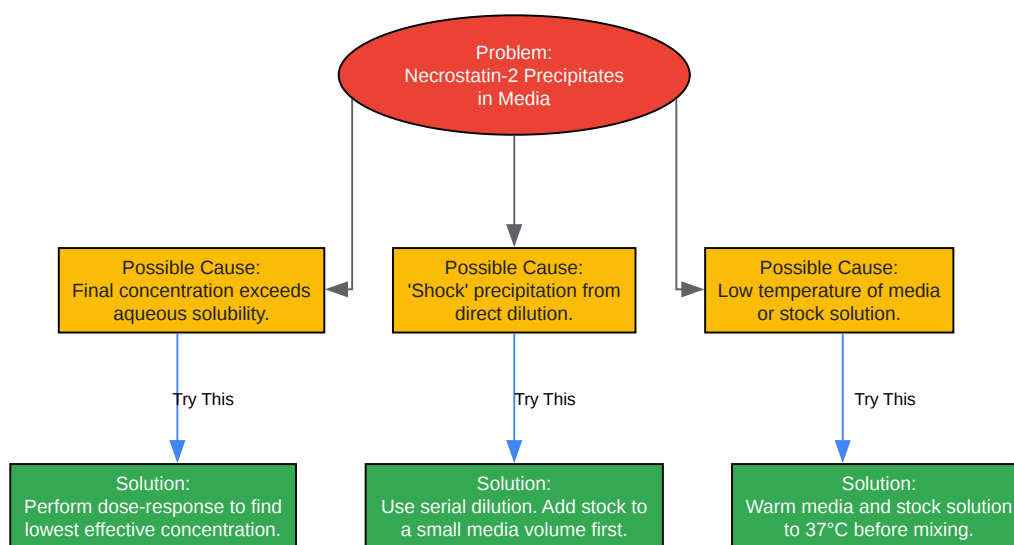 Problem:
Necrostatin-2 Precipitates
in Media
Possible Cause:
Final concentration exceeds
aqueous solubility.
Possible Cause:
'Shock' precipitation from
direct dilution.
Possible Cause:
Low temperature of media
or stock solution.
Try This
Try This
Try This
Solution:
Perform dose-response to find
lowest effective concentration.
Solution:
Use serial dilution. Add stock to
a small media volume first.
Solution:
Warm media and stock solution
to 37°C before mixing.